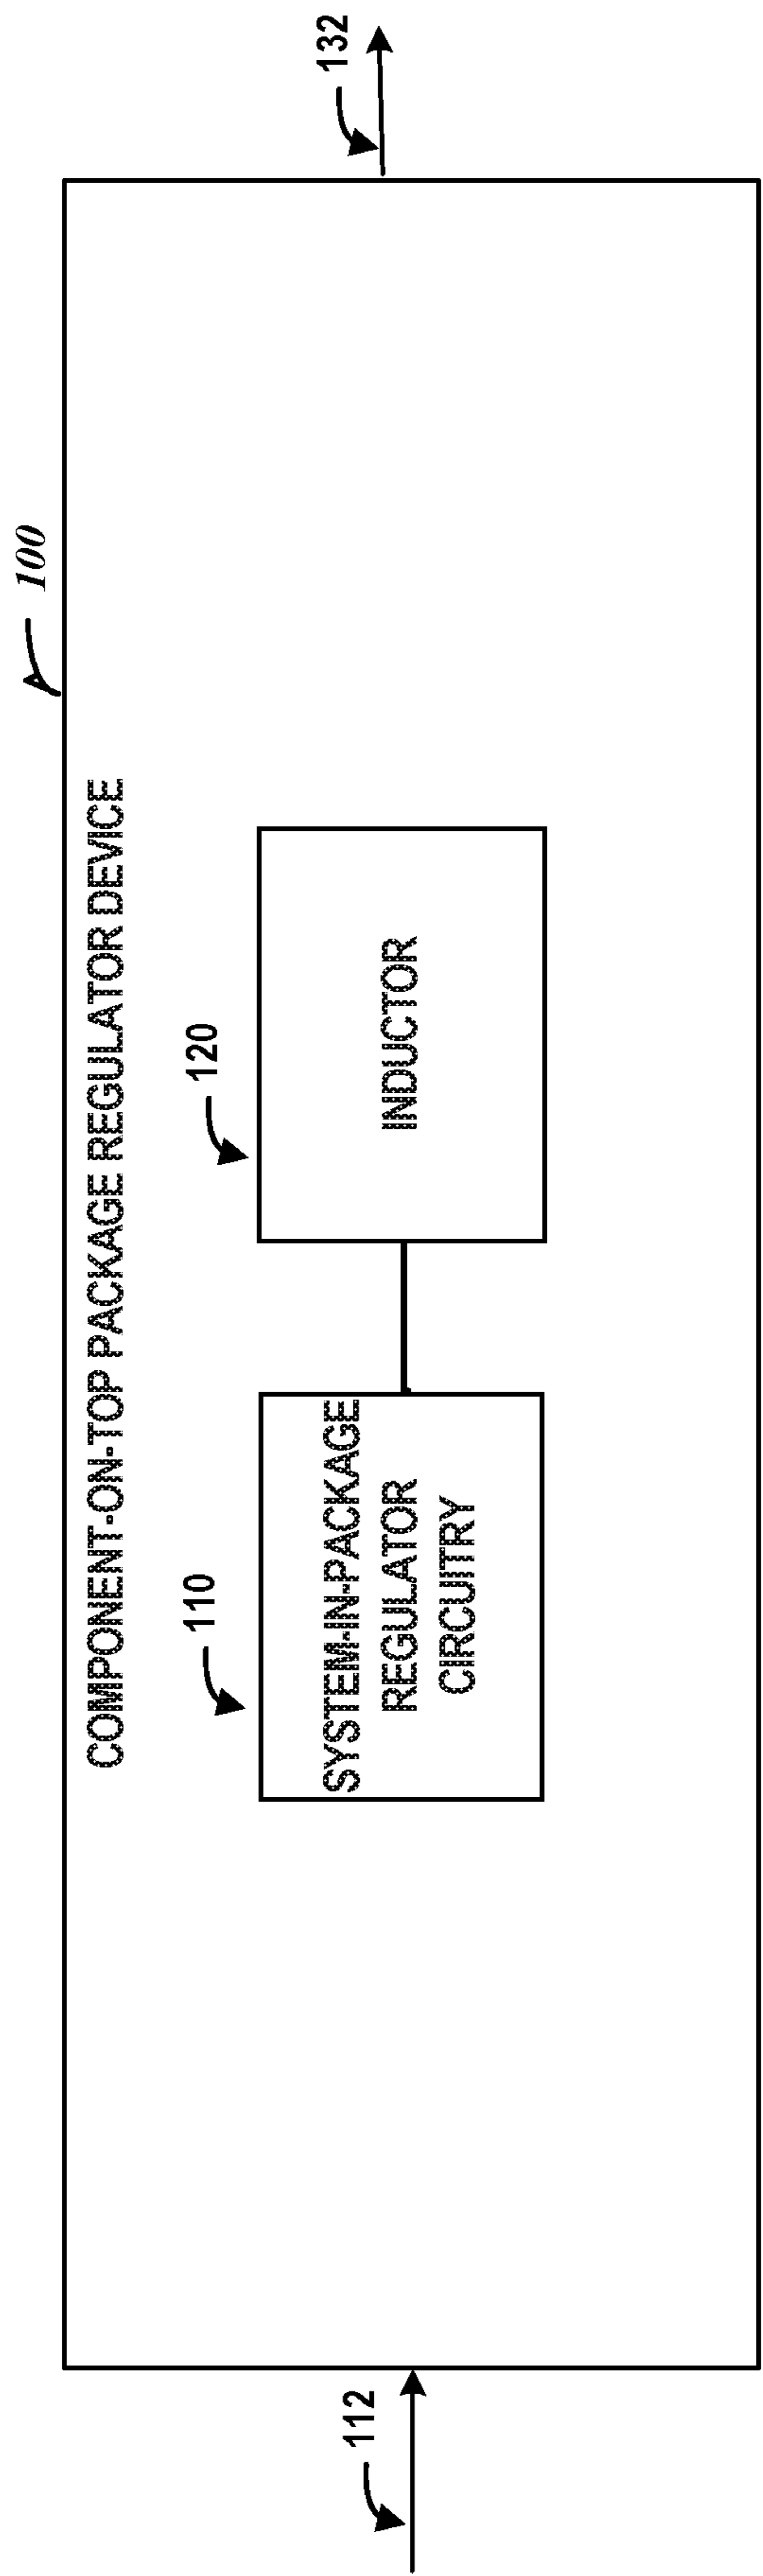 100
COMPONENT-ON-TOP PACKAGE REGULATOR DEVICE
110
120
SYSTEM-IN-PACKAGE
REGULATOR
CIRCUITRY
INDUCTOR
112
132